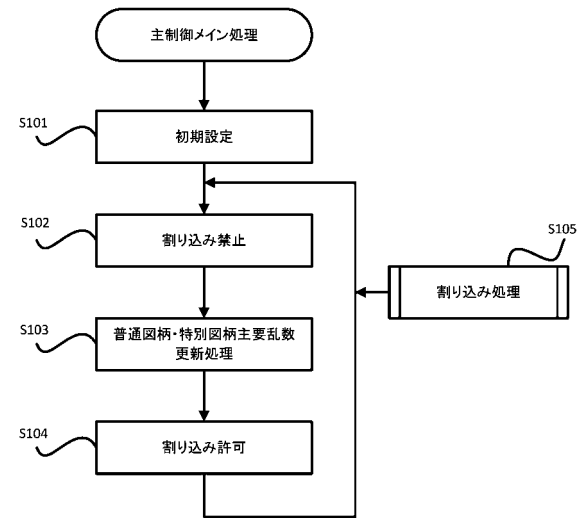 主制御メイン処理
S101
初期設定
S102
割り込み禁止
S105
割り込み処理
S103
普通図柄・特別図柄主要乱数
更新処理
S104
割り込み許可